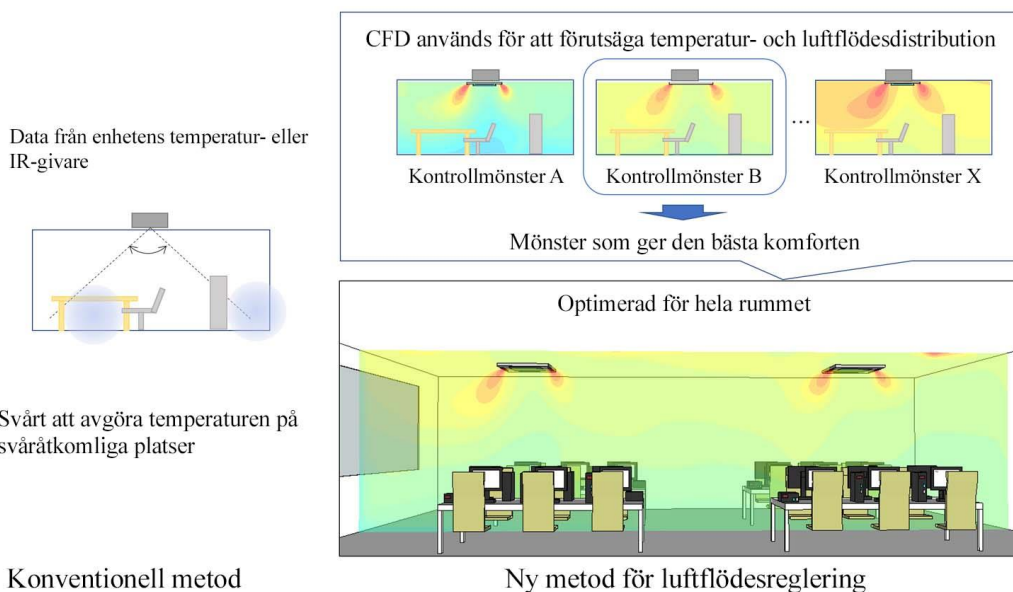 CFD används för att förutsäga temperatur- och luftflödesdistribution
Kontrollmönster A
Kontrollmönster B
...
Kontrollmönster X
Mönster som ger den bästa komforten
Data från enhetens temperatur- eller
IR-givare
Svårt att avgöra temperaturen på
svåråtkomliga platser
Optimerad för hela rummet
Konventionell metod
Ny metod för luftflödesreglering